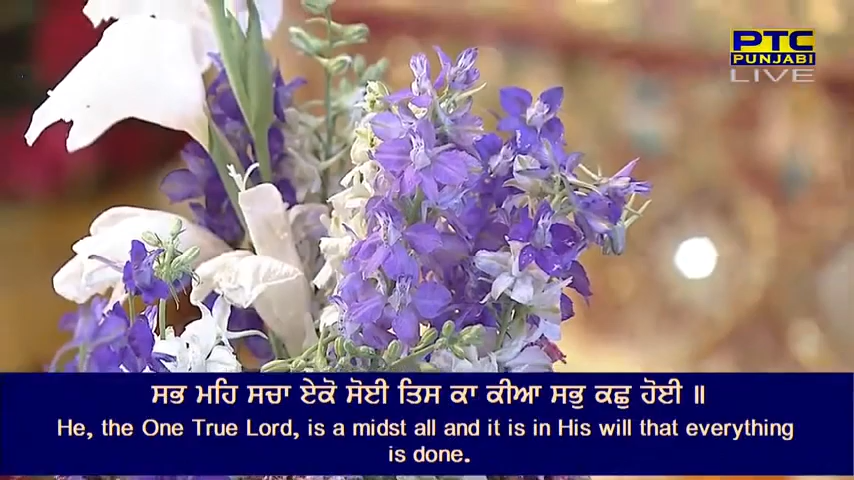 PTC
PUNJABI
LIVE
ਸਭ ਮਹਿ ਸਚਾ ਏਕੋ ਸੋਈ ਤਿਸ ਕਾ ਕੀਆ ਸਭੁ ਕਛੁ ਹੋਈ ॥
He, the One True Lord, is a midst all and it is in His will that everything
is done.